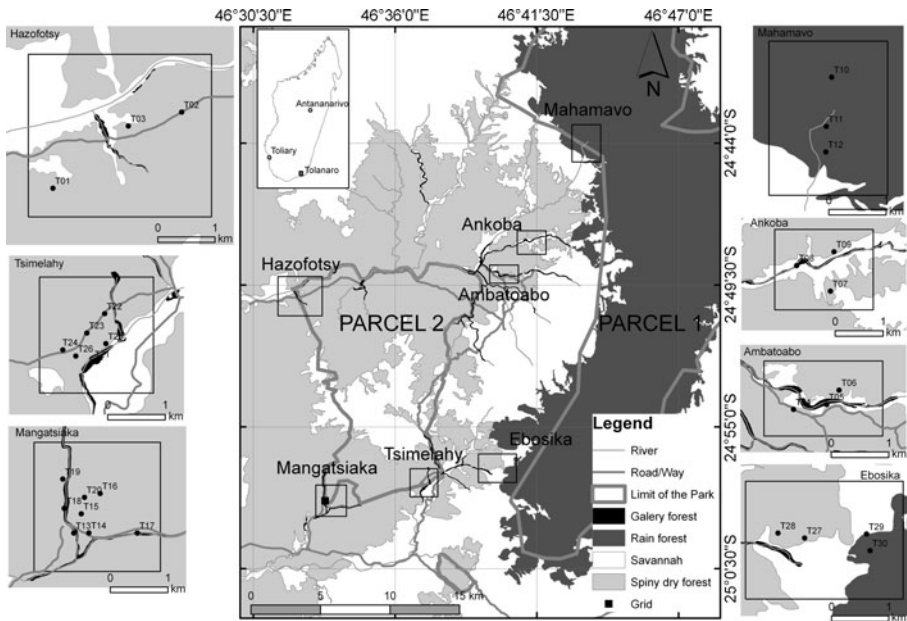 Hazofotsy
T02
T03
T01
0 1
km
Tsimelahy
T22
T23
T24
T26
0 1
km
Mangatsiaka
T19
T16
T20
T18
T15
T13
T14
T17
0 1
km
46°30'30"E 46°36'0"E 46°41'30"E 46°47'0"E
Antananarivo
Toliary
Tolanaro
N
Mahamavo
Ankoba
Hazofotsy
Ambatoabo
PARCEL 2
PARCEL 1
Ebosika
Tsimelahy
Mangatsiaka
Legend
River
Road/Way
Limit of the Park
Galery forest
Rain forest
Savannah
Spiny dry forest
Grid
0 5 10 15 km
24°44'0"S
24°49'30"S
24°55'0"S
25°0'30"S
Mahamavo
T10
T11
T12
0 1
km
Ankoba
T09
T08
T07
0 1
km
Ambatoabo
T06
T05
0 1
km
Ebosika
T28
T27
T29
T30
0 1
km